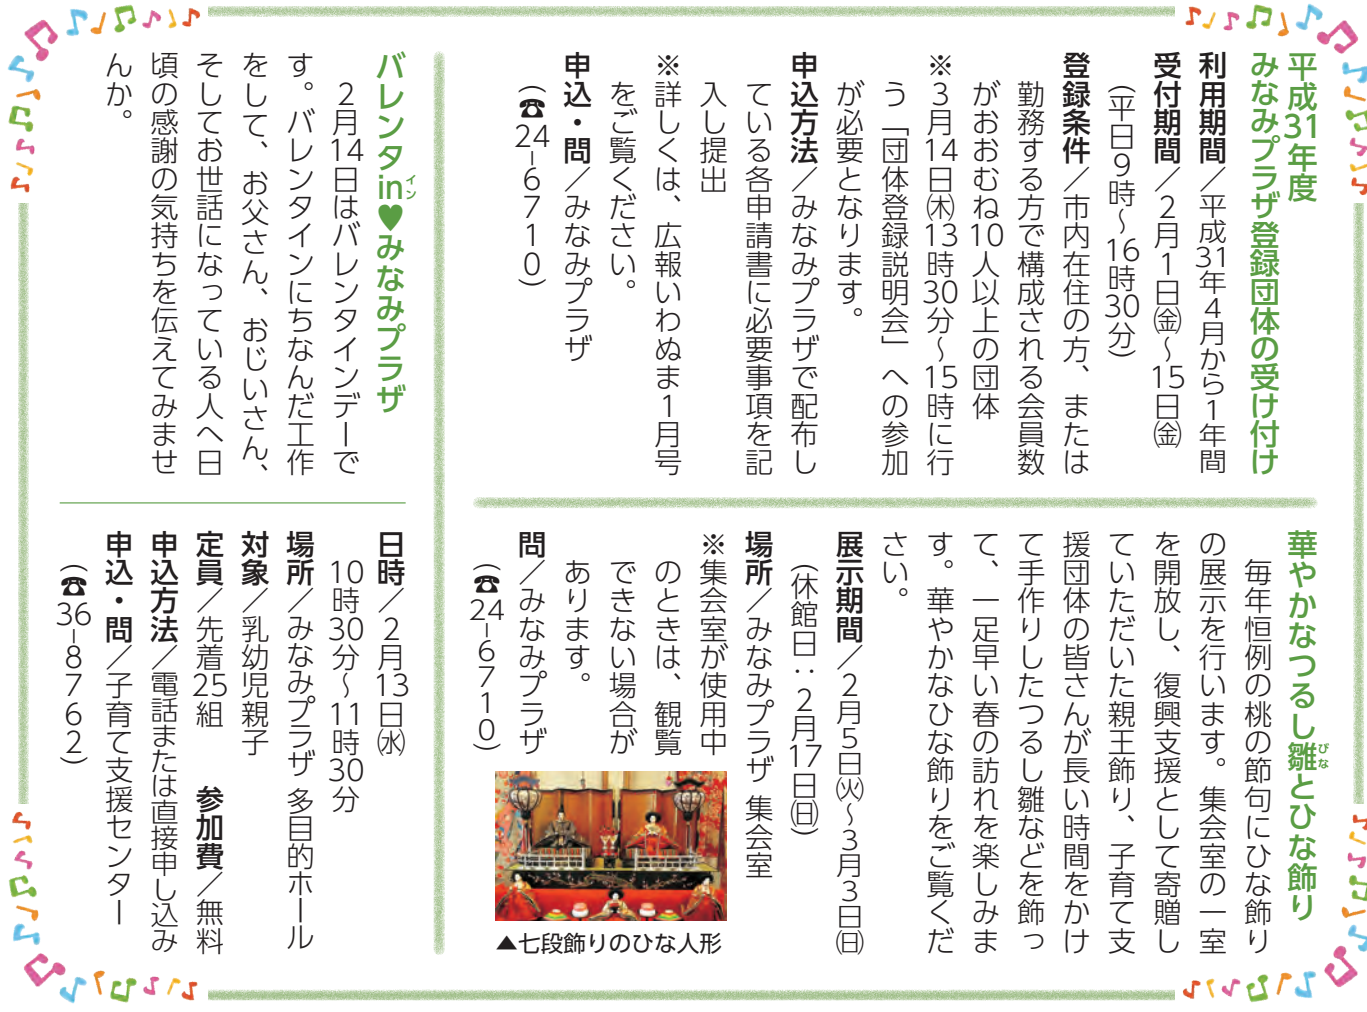 平成31年度
みなみプラザ登録団体の受け付け
利用期間／平成31年４月から１年間
受付期間／２月１日㈮～15日㈮
（平日９時～16時30分）
登録条件／市内在住の方、または
勤務する方で構成される会員数
がおおむね10人以上の団体
※３月14日㈭13時30分～15時に行
う「団体登録説明会」への参加
が必要となります。
申込方法／みなみプラザで配布し
ている各申請書に必要事項を記
入し提出
※詳しくは、広報いわぬま１月号
をご覧ください。
申込・問／みなみプラザ
（☎24-６７１０）
華やかなつるし雛とひな飾り
びな
毎年恒例の桃の節句にひな飾り
の展示を行います。集会室の一室
を開放し、復興支援として寄贈し
ていただいた親王飾り、子育て支
援団体の皆さんが長い時間をかけ
て手作りしたつるし雛などを飾っ
て、一足早い春の訪れを楽しみま
す。華やかなひな飾りをご覧くだ
さい。
展示期間／２月５日㈫～３月３日㈰
（休館日：２月17日㈰）
場所／みなみプラザ 集会室
※集会室が使用中
のときは、観覧
できない場合が
あります。
問／みなみプラザ
（☎24-６７１０）
▲七段飾りのひな人形
バレンタin♥みなみプラザ
イン
２月14日はバレンタインデーで
す。バレンタインにちなんだ工作
をして、お父さん、おじいさん、
そしてお世話になっている人へ日
頃の感謝の気持ちを伝えてみませ
んか。
日時／２月13日㈬
10時30分～11時30分
場所／みなみプラザ 多目的ホール
対象／乳幼児親子
定員／先着25組　参加費／無料
申込方法／電話または直接申し込み
申込・問／子育て支援センター
（☎36-８７６２）